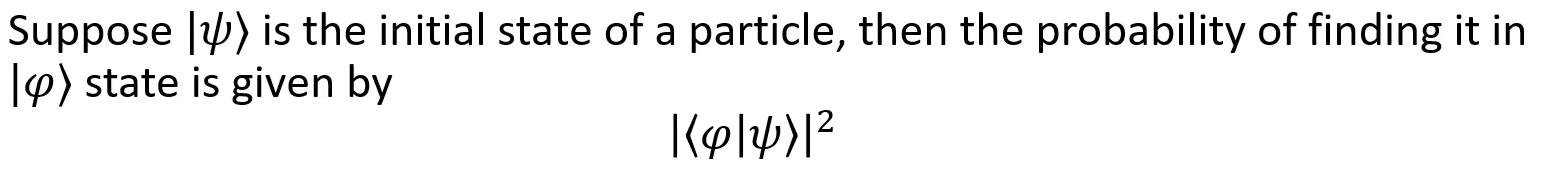 Suppose |ψ⟩ is the initial state of a particle, then the probability of finding it in
|φ⟩ state is given by
|⟨φ|ψ⟩|²